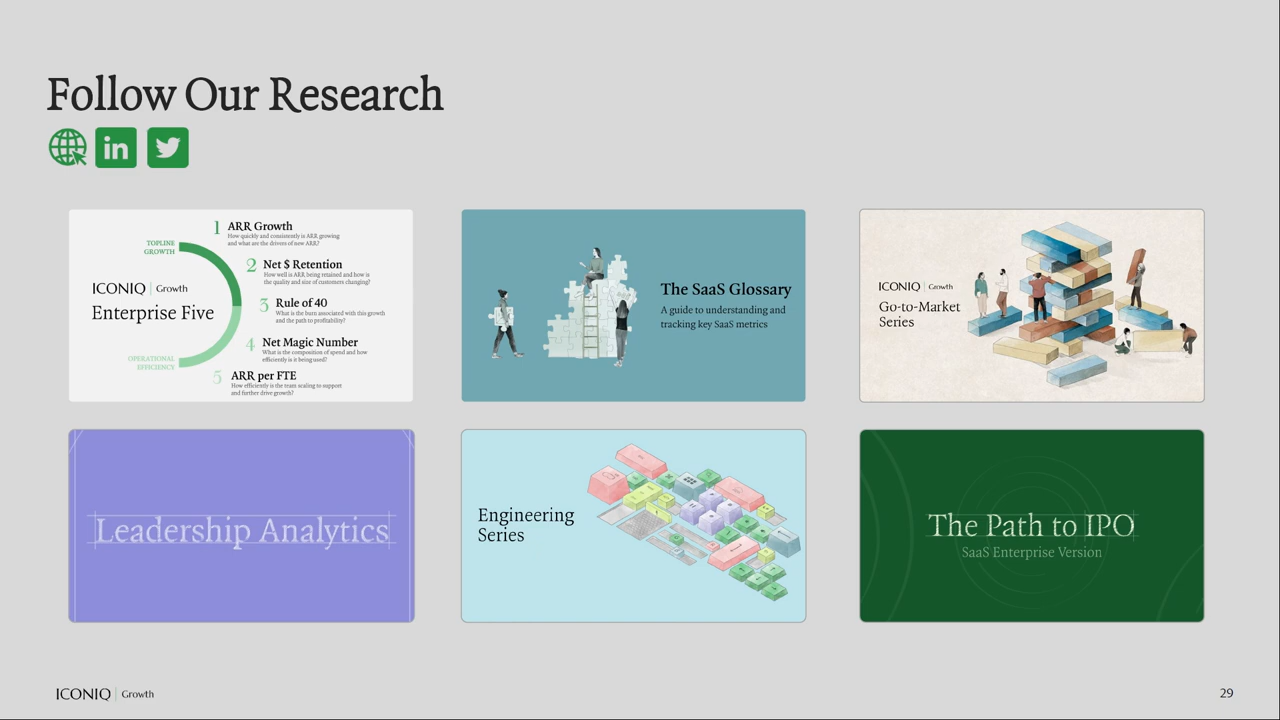 Follow Our Research
in
TOPLINE
GROWTH
ICONIQ | Growth
Enterprise Five
OPERATIONAL
EFFICIENCY
1 ARR Growth
How quickly and consistently is ARR growing
and what are the drivers of new ARR?
2 Net $ Retention
How well is ARR being retained and how is
the quality and size of customers changing?
3 Rule of 40
What is the burn associated with this growth
and the path to profitability?
4 Net Magic Number
What is the composition of spend and how
efficiently is it being used?
5 ARR per FTE
How efficiently is the team scaling to support
and further drive growth?
The SaaS Glossary
A guide to understanding and
tracking key SaaS metrics
ICONIQ | Growth
Go-to-Market
Series
Leadership Analytics
Engineering
Series
The Path to IPO
SaaS Enterprise Version
ICONIQ | Growth
29